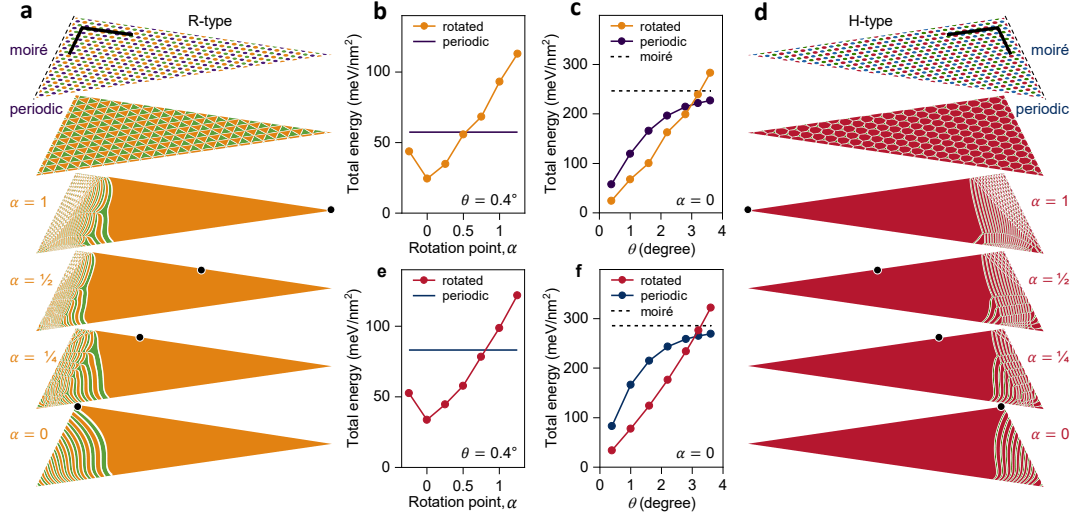 a
R-type
moiré
periodic
α = 1
α = ½
α = ¼
α = 0
b
Total energy (meV/nm²)
100
50
0
rotated
periodic
θ = 0.4°
0
0.5
1
Rotation point, α
c
Total energy (meV/nm²)
300
200
100
0
rotated
periodic
moiré
α = 0
0
1
2
3
4
θ (degree)
d
H-type
moiré
periodic
α = 1
α = ½
α = ¼
α = 0
e
Total energy (meV/nm²)
100
50
0
rotated
periodic
θ = 0.4°
0
0.5
1
Rotation point, α
f
Total energy (meV/nm²)
300
200
100
0
rotated
periodic
moiré
α = 0
0
1
2
3
4
θ (degree)